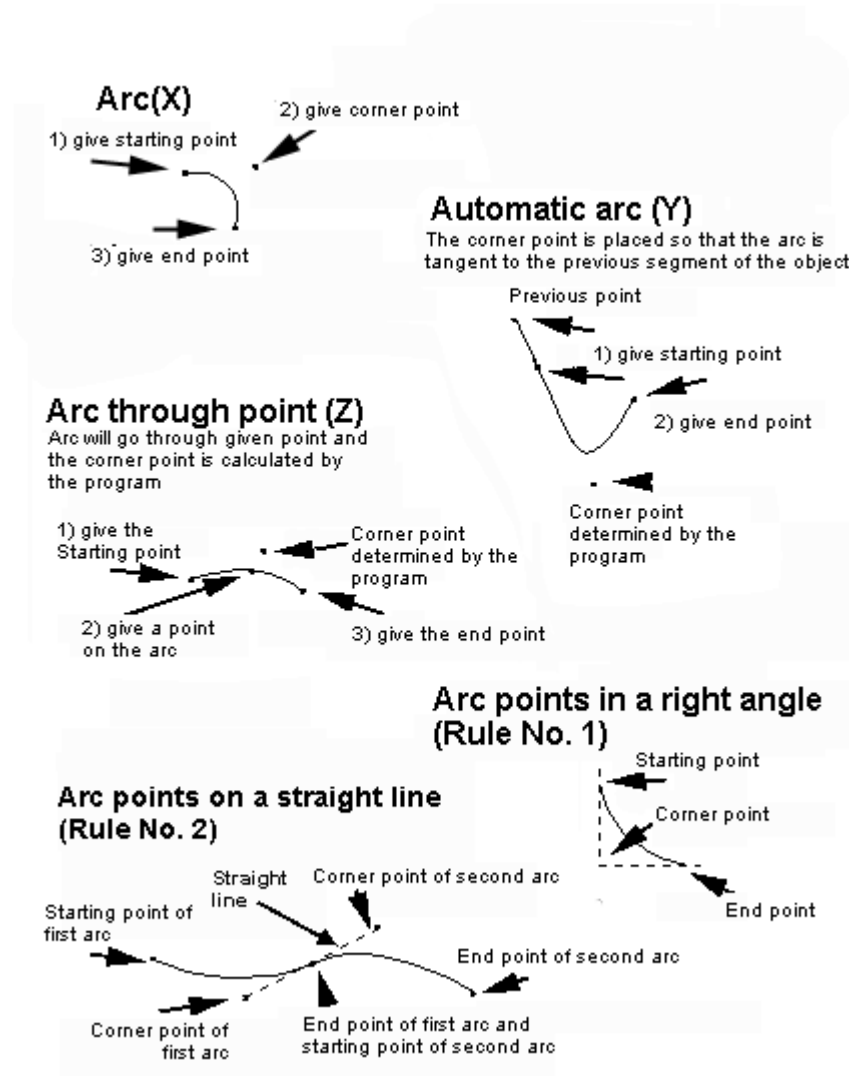 Arc(X)
2) give corner point
1) give starting point
3) give end point
Automatic arc (Y)
The corner point is placed so that the arc is
tangent to the previous segment of the object
Previous point
1) give starting point
2) give end point
Corner point
determined by the
program
Arc through point (Z)
Arc will go through given point and
the corner point is calculated by
the program
1) give the
Starting point
Corner point
determined by the
program
2) give a point
on the arc
3) give the end point
Arc points in a right angle
(Rule No. 1)
Starting point
Corner point
End point
Arc points on a straight line
(Rule No. 2)
Straight
line
Corner point of second arc
Starting point of
first arc
End point of second arc
Corner point of
first arc
End point of first arc and
starting point of second arc